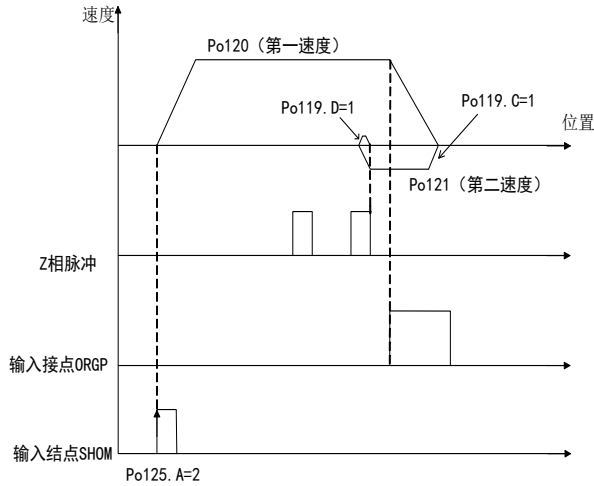 速度
Po120（第一速度）
Po119.D=1
Po119.C=1
位置
Po121（第二速度）
Z相脉冲
输入接点ORGP
输入结点SHOM
Po125.A=2